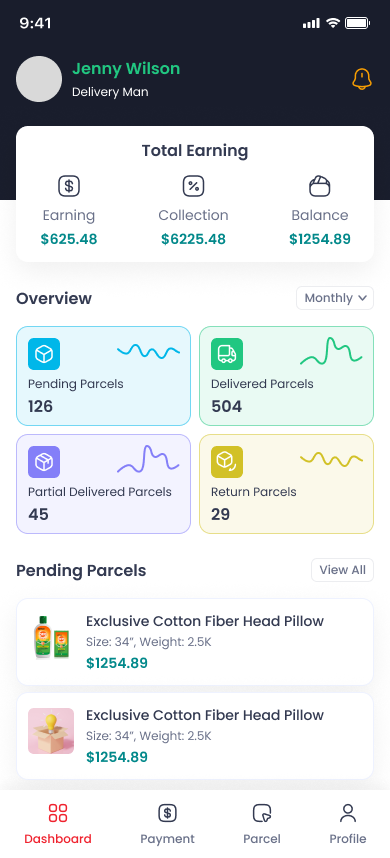 9:41
Jenny Wilson
Delivery Man
Total Earning
Earning Collection Balance
$625.48 $6225.48 $1254.89
Overview Monthly
Pending Parcels
126
Delivered Parcels
504
Partial Delivered Parcels
45
Return Parcels
29
Pending Parcels View All
Exclusive Cotton Fiber Head Pillow
Size: 34”, Weight: 2.5K
$1254.89
Exclusive Cotton Fiber Head Pillow
Size: 34”, Weight: 2.5K
$1254.89
Dashboard Payment Parcel Profile